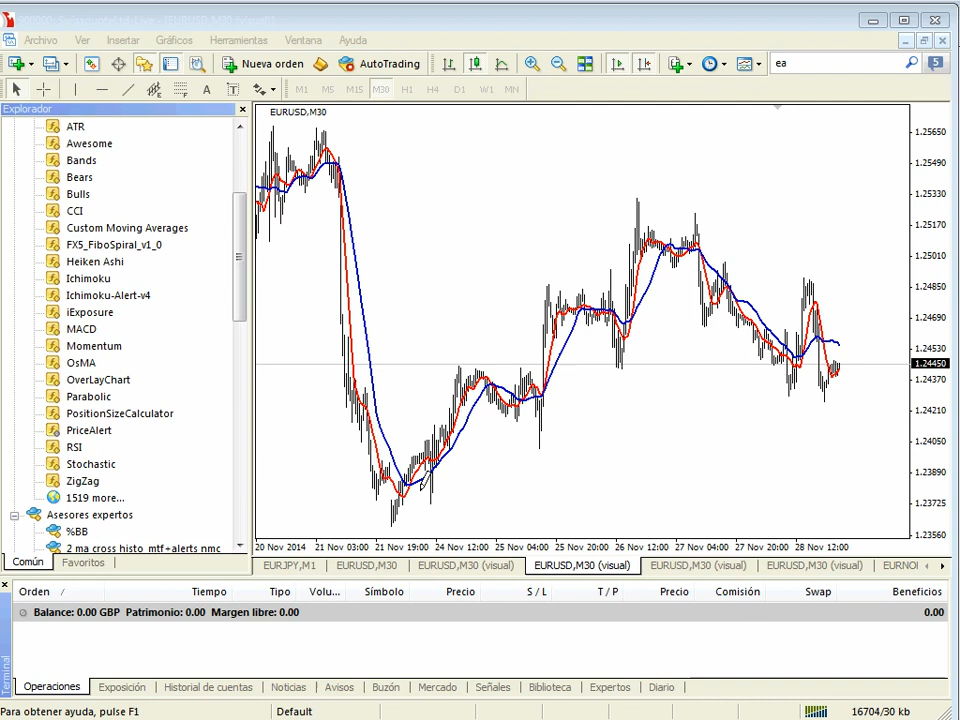 Archivo Ver Insertar Gráficos Herramientas Ventana Ayuda
Nueva orden AutoTrading ea 5
A T M1 M5 M15 M30 H1 H4 D1 W1 MN
Explorador
ATR
Awesome
Bands
Bears
Bulls
CCI
Custom Moving Averages
FX5_FiboSpiral_v1_0
Heiken Ashi
Ichimoku
Ichimoku-Alert-v4
iExposure
MACD
Momentum
OsMA
OverLayChart
Parabolic
PositionSizeCalculator
PriceAlert
RSI
Stochastic
ZigZag
1519 more...
Asesores expertos
%BB
2 ma cross histo mtf+alerts nmc
Común Favoritos
EURUSD,M30
1.25650
1.25490
1.25330
1.25170
1.25010
1.24850
1.24690
1.24530
1.24450
1.24370
1.24210
1.24050
1.23890
1.23725
1.23560
20 Nov 2014 21 Nov 03:00 21 Nov 19:00 24 Nov 12:00 25 Nov 04:00 25 Nov 20:00 26 Nov 12:00 27 Nov 04:00 27 Nov 20:00 28 Nov 12:00
EURJPY,M1 EURUSD,M30 EURUSD,M30 (visual) EURUSD,M30 (visual) EURUSD,M30 (visual) EURUSD,M30 (visual) EURNOI
Orden / Tiempo Tipo Volu... Símbolo Precio S / L T / P Precio Comisión Swap Beneficios
Balance: 0.00 GBP Patrimonio: 0.00 Margen libre: 0.00 0.00
Terminal
Operaciones Exposición Historial de cuentas Noticias Avisos Buzón Mercado Señales Biblioteca Expertos Diario
Para obtener ayuda, pulse F1 Default 16704/30 kb